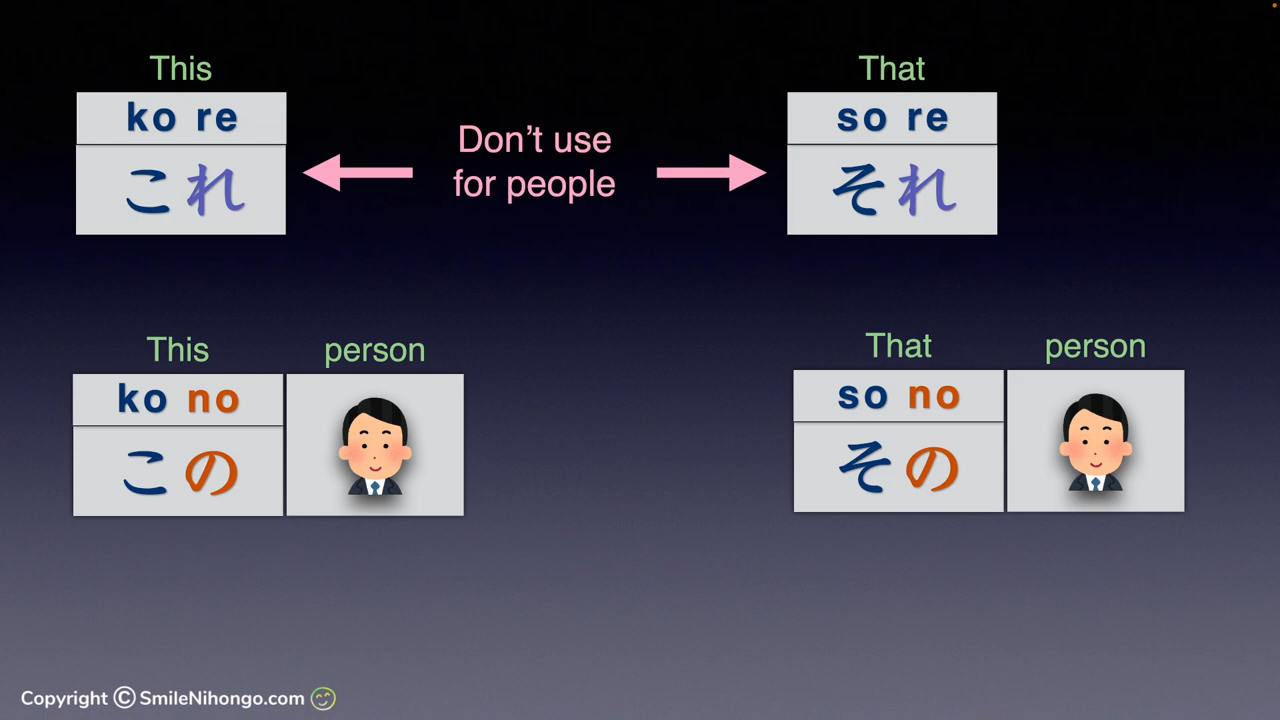 This
ko re
これ
Don’t use
for people
That
so re
それ
This person
ko no
この
That person
so no
その
Copyright © SmileNihongo.com